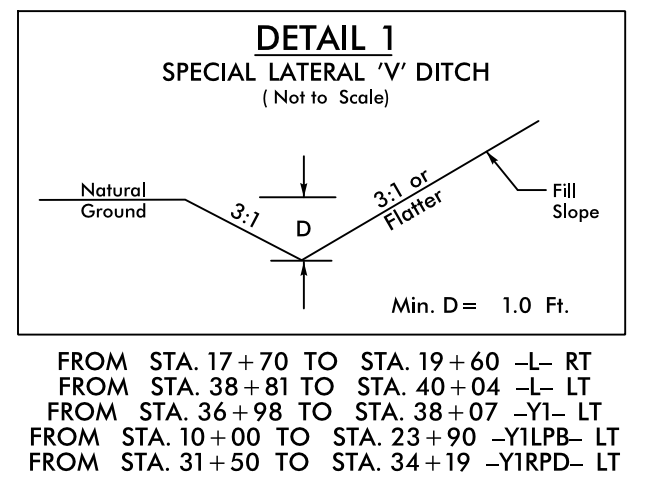 DETAIL 1
SPECIAL LATERAL 'V' DITCH
( Not to Scale)
Natural
Ground
3:1
D
3:1 or
Flatter
Fill
Slope
Min. D = 1.0 Ft.
FROM STA. 17+70 TO STA. 19+60 -L- RT
FROM STA. 38+81 TO STA. 40+04 -L- LT
FROM STA. 36+98 TO STA. 38+07 -Y1- LT
FROM STA. 10+00 TO STA. 23+90 -Y1LPB- LT
FROM STA. 31+50 TO STA. 34+19 -Y1RPD- LT